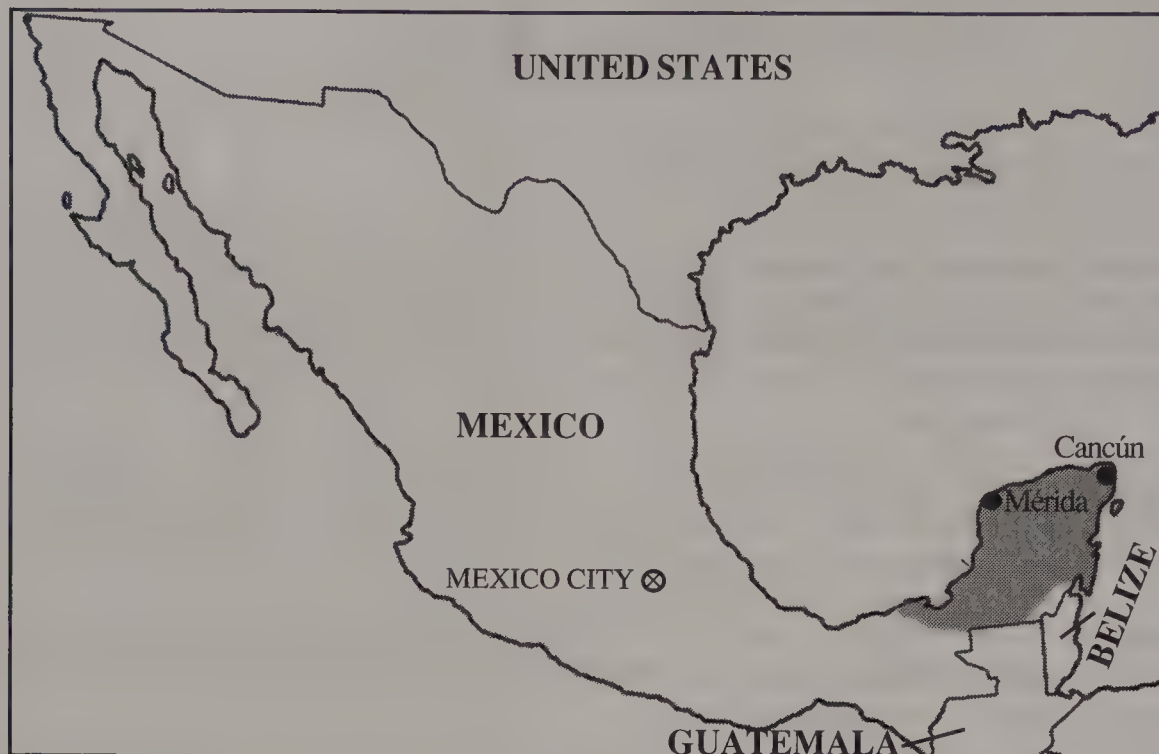 UNITED STATES
MEXICO
Cancún
Mérida
MEXICO CITY
BELIZE
GUATEMALA